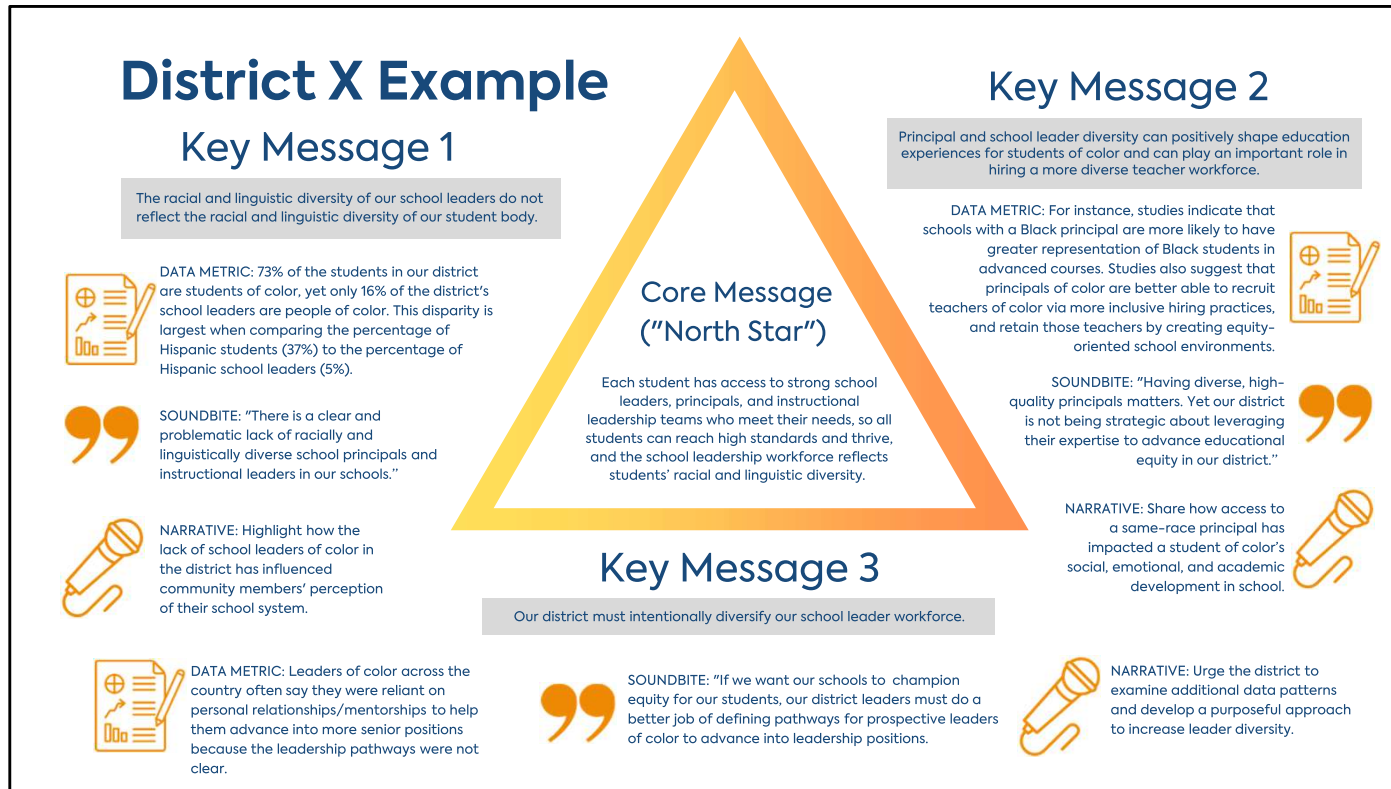 District X Example
Key Message 1
The racial and linguistic diversity of our school leaders do not
reflect the racial and linguistic diversity of our student body.
DATA METRIC: 73% of the students in our district
are students of color, yet only 16% of the district's
school leaders are people of color. This disparity is
largest when comparing the percentage of
Hispanic students (37%) to the percentage of
Hispanic school leaders (5%).
SOUNDBITE: "There is a clear and
problematic lack of racially and
linguistically diverse school principals and
instructional leaders in our schools.”
NARRATIVE: Highlight how the
lack of school leaders of color in
the district has influenced
community members' perception
of their school system.
Core Message
("North Star")
Each student has access to strong school
leaders, principals, and instructional
leadership teams who meet their needs, so all
students can reach high standards and thrive,
and the school leadership workforce reflects
students’ racial and linguistic diversity.
Key Message 2
Principal and school leader diversity can positively shape education
experiences for students of color and can play an important role in
hiring a more diverse teacher workforce.
DATA METRIC: For instance, studies indicate that
schools with a Black principal are more likely to have
greater representation of Black students in
advanced courses. Studies also suggest that
principals of color are better able to recruit
teachers of color via more inclusive hiring practices,
and retain those teachers by creating equity-
oriented school environments.
SOUNDBITE: "Having diverse, high-
quality principals matters. Yet our district
is not being strategic about leveraging
their expertise to advance educational
equity in our district.”
NARRATIVE: Share how access to
a same-race principal has
impacted a student of color’s
social, emotional, and academic
development in school.
Key Message 3
Our district must intentionally diversify our school leader workforce.
DATA METRIC: Leaders of color across the
country often say they were reliant on
personal relationships/mentorships to help
them advance into more senior positions
because the leadership pathways were not
clear.
SOUNDBITE: "If we want our schools to champion
equity for our students, our district leaders must do a
better job of defining pathways for prospective leaders
of color to advance into leadership positions.
NARRATIVE: Urge the district to
examine additional data patterns
and develop a purposeful approach
to increase leader diversity.